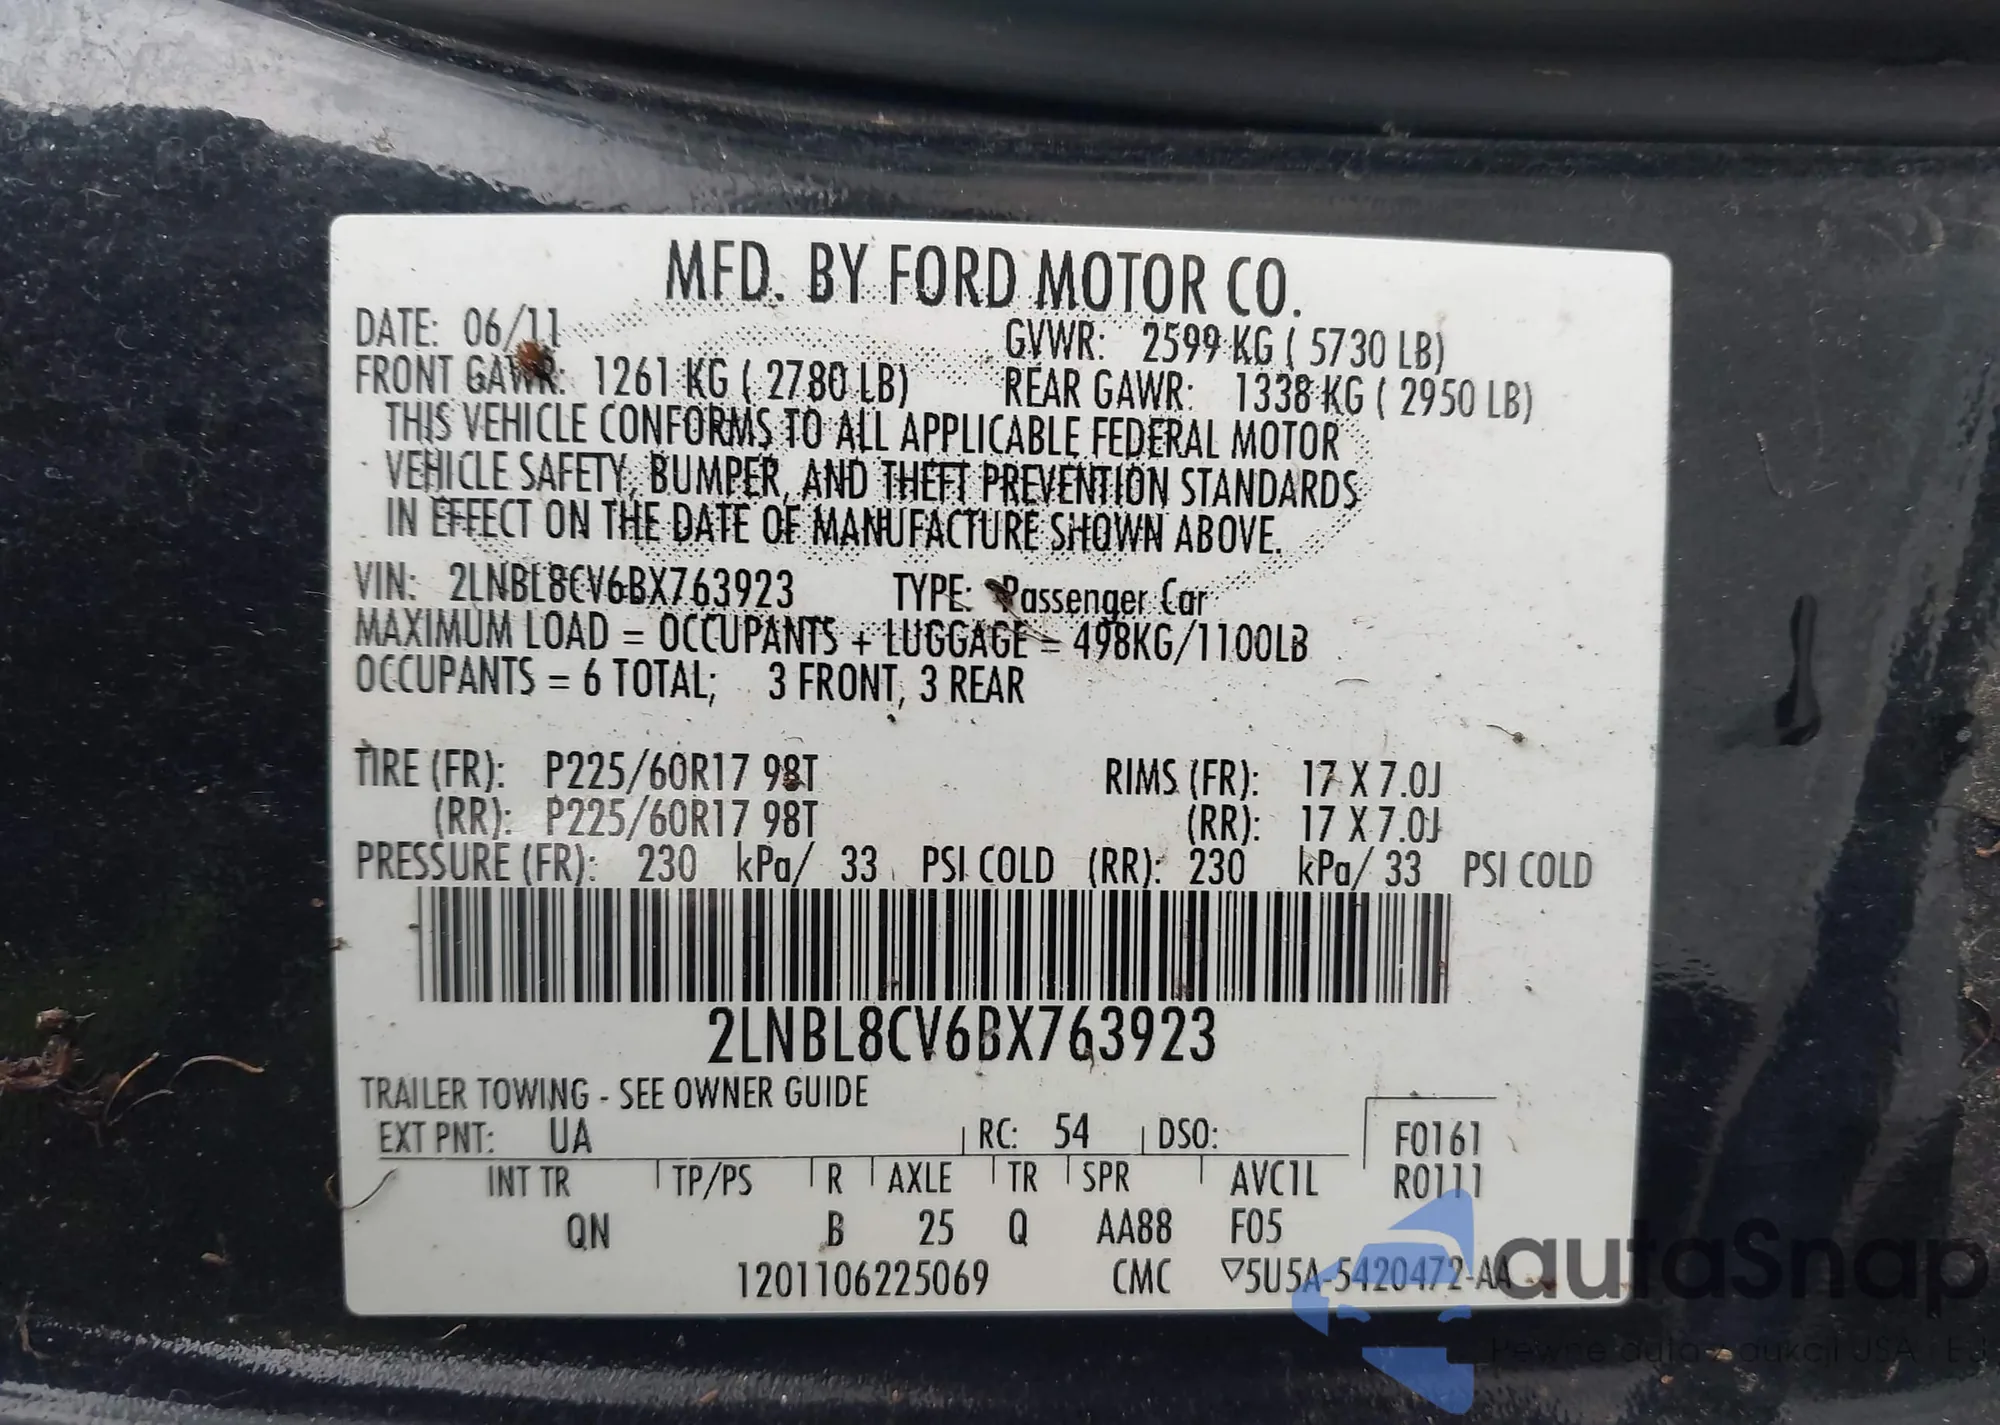 MFD. BY FORD MOTOR CO.
DATE: 06/11 GVWR: 2599 KG ( 5730 LB)
FRONT GAWR: 1261 KG ( 2780 LB) REAR GAWR: 1338 KG ( 2950 LB)
THIS VEHICLE CONFORMS TO ALL APPLICABLE FEDERAL MOTOR
VEHICLE SAFETY, BUMPER, AND THEFT PREVENTION STANDARDS
IN EFFECT ON THE DATE OF MANUFACTURE SHOWN ABOVE.
VIN: 2LNBL8CV6BX763923 TYPE: Passenger Car
MAXIMUM LOAD = OCCUPANTS + LUGGAGE = 498KG/1100LB
OCCUPANTS = 6 TOTAL; 3 FRONT, 3 REAR
TIRE (FR): P225/60R17 98T RIMS (FR): 17 X 7.0J
(RR): P225/60R17 98T (RR): 17 X 7.0J
PRESSURE (FR): 230 kPa/ 33 PSI COLD (RR): 230 kPa/ 33 PSI COLD
2LNBL8CV6BX763923
TRAILER TOWING - SEE OWNER GUIDE
EXT PNT: UA RC: 54 DSO: F0161
INT TR TP/PS R AXLE TR SPR AVC1L R0111
QN B 25 Q AA88 F05
1201106225069 CMC ▽5U5A-5420472-AA
autaSnap
Pewne auta z aukcji USA i EU